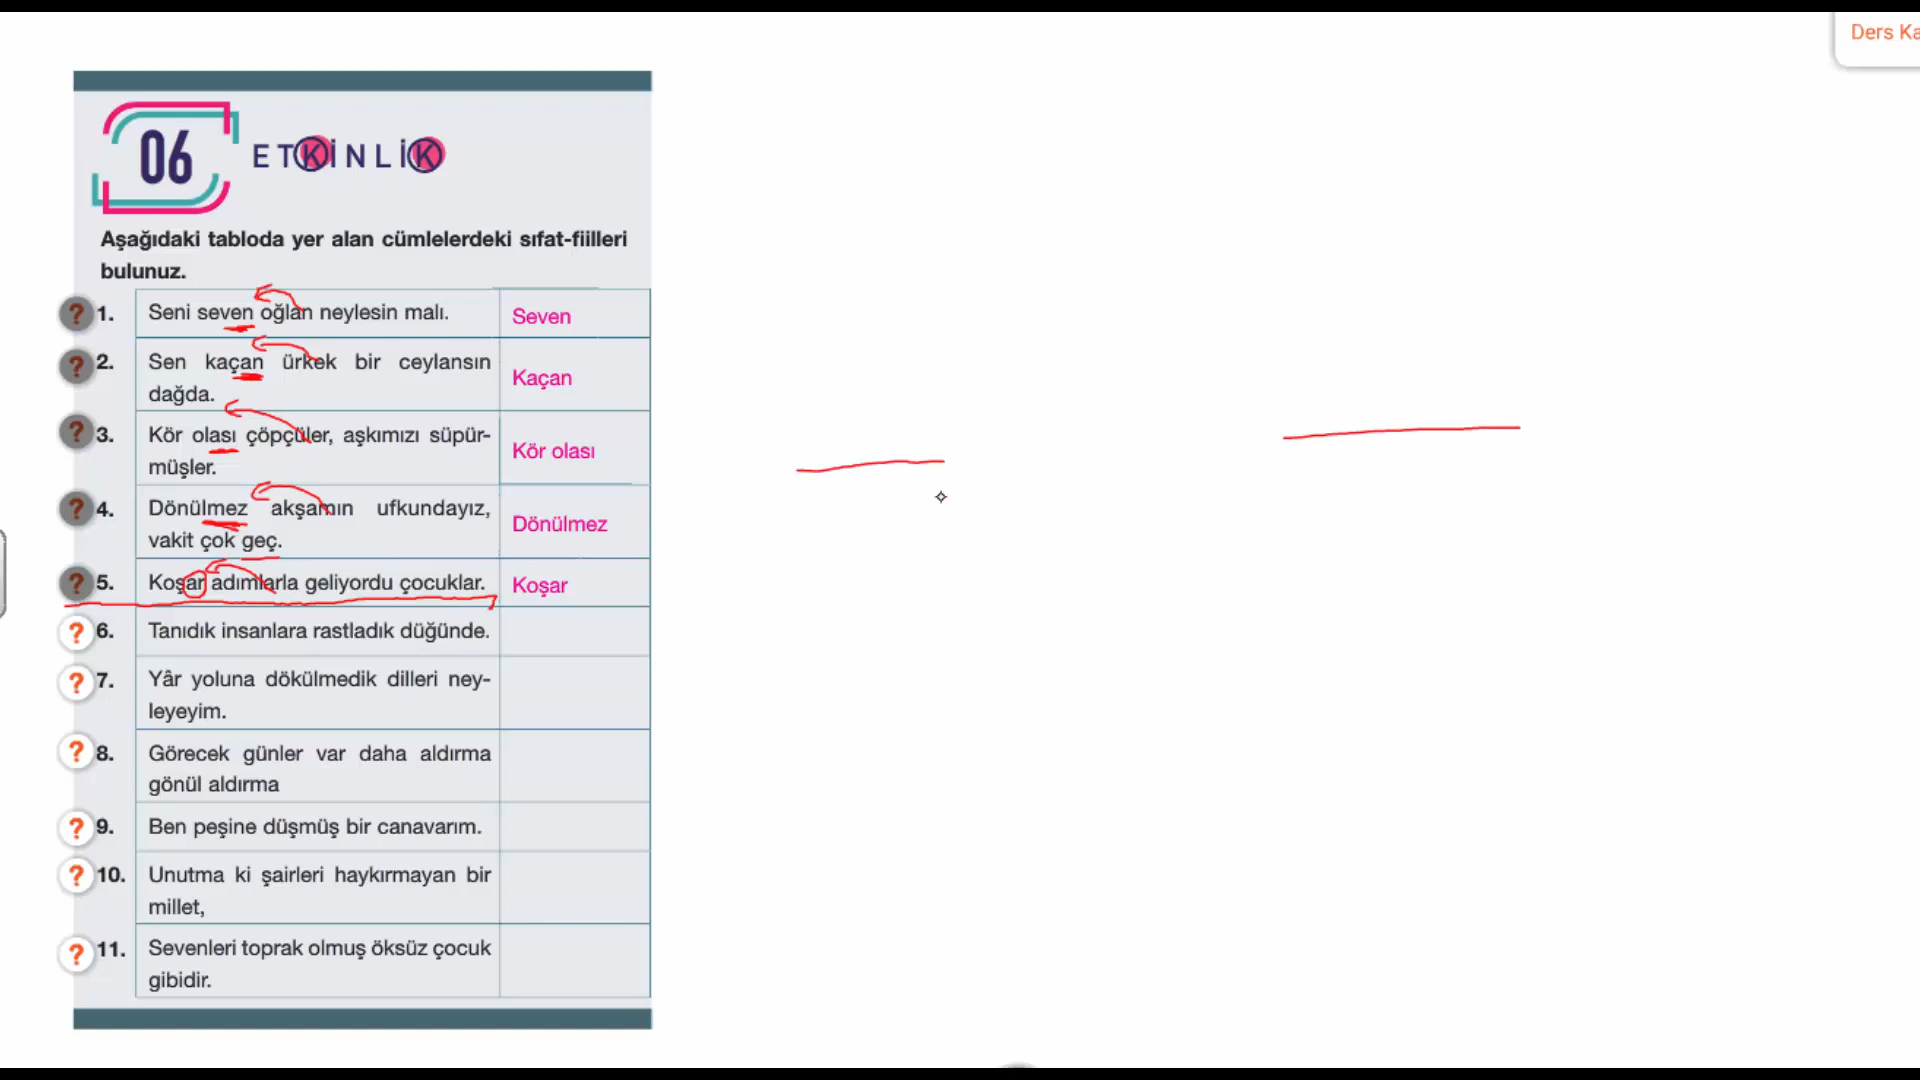 Ders Ka
06
ETKİNLİK
Aşağıdaki tabloda yer alan cümlelerdeki sıfat-fiilleri
bulunuz.
? 1. Seni seven oğlan neylesin malı. Seven
? 2. Sen kaçan ürkek bir ceylansın
dağda.
Kaçan
? 3. Kör olası çöpçüler, aşkımızı süpür-
müşler.
Kör olası
? 4. Dönülmez akşamın ufkundayız,
vakit çok geç.
Dönülmez
? 5. Koşar adımlarla geliyordu çocuklar. Koşar
? 6. Tanıdık insanlara rastladık düğünde.
? 7. Yâr yoluna dökülmedik dilleri ney-
leyeyim.
? 8. Görecek günler var daha aldırma
gönül aldırma
? 9. Ben peşine düşmüş bir canavarım.
? 10. Unutma ki şairleri haykırmayan bir
millet,
? 11. Sevenleri toprak olmuş öksüz çocuk
gibidir.